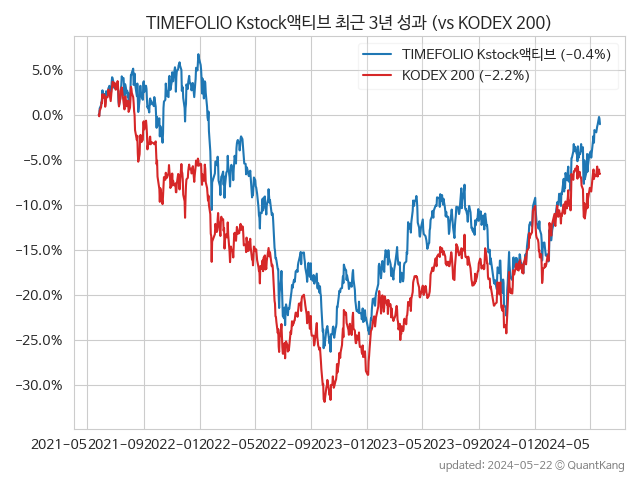 TIMEFOLIO Kstock액티브 최근 3년 성과 (vs KODEX 200)
TIMEFOLIO Kstock액티브 (−0.4%)
KODEX 200 (−2.2%)
5.0%
0.0%
−5.0%
−10.0%
−15.0%
−20.0%
−25.0%
−30.0%
2021-05 2021-09 2022-01 2022-05 2022-09 2023-01 2023-05 2023-09 2024-01 2024-05
updated: 2024-05-22 © QuantKang